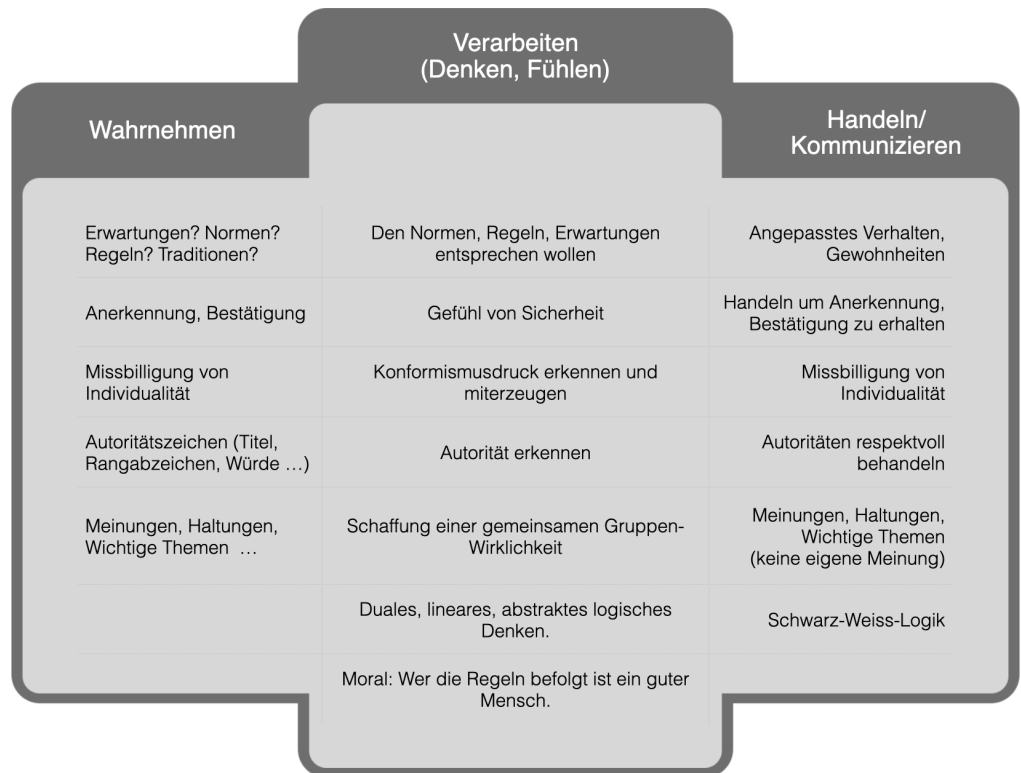 Verarbeiten
(Denken, Fühlen)
Wahrnehmen
Handeln/
Kommunizieren
Erwartungen? Normen?
Regeln? Traditionen?
Den Normen, Regeln, Erwartungen
entsprechen wollen
Angepasstes Verhalten,
Gewohnheiten
Anerkennung, Bestätigung
Gefühl von Sicherheit
Handeln um Anerkennung,
Bestätigung zu erhalten
Missbilligung von
Individualität
Konformismusdruck erkennen und
miterzeugen
Missbilligung von
Individualität
Autoritätszeichen (Titel,
Rangabzeichen, Würde …)
Autorität erkennen
Autoritäten respektvoll
behandeln
Meinungen, Haltungen,
Wichtige Themen …
Schaffung einer gemeinsamen Gruppen-
Wirklichkeit
Meinungen, Haltungen,
Wichtige Themen
(keine eigene Meinung)
Duales, lineares, abstraktes logisches
Denken.
Schwarz-Weiss-Logik
Moral: Wer die Regeln befolgt ist ein guter
Mensch.